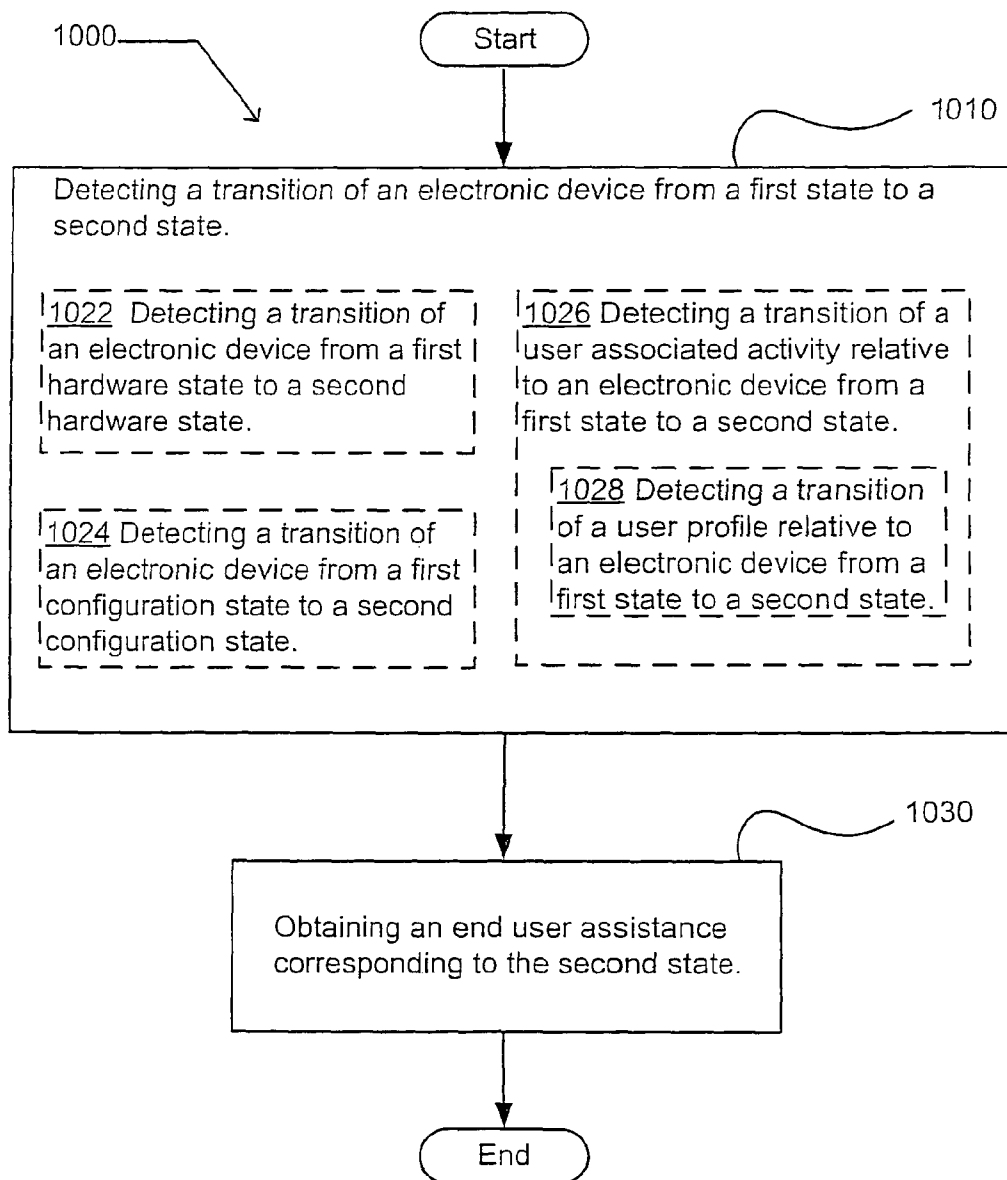 1000
Start
1010
Detecting a transition of an electronic device from a first state to a
second state.
1022 Detecting a transition of
an electronic device from a first
hardware state to a second
hardware state.
1024 Detecting a transition of
an electronic device from a first
configuration state to a second
configuration state.
1026 Detecting a transition of a
user associated activity relative
to an electronic device from a
first state to a second state.
1028 Detecting a transition
of a user profile relative to
an electronic device from a
first state to a second state.
1030
Obtaining an end user assistance
corresponding to the second state.
End